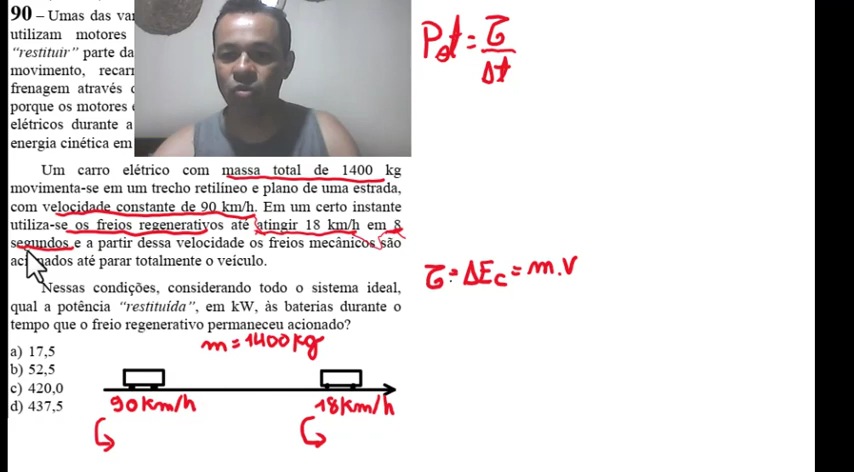 90 – Umas das var
utilizam motores
"restituir" parte da
movimento, recarr
frenagem através
porque os motores
elétricos durante a
energia cinética em
Um carro elétrico com massa total de 1400 kg
movimenta-se em um trecho retilíneo e plano de uma estrada,
com velocidade constante de 90 km/h. Em um certo instante
utiliza-se os freios regenerativos até atingir 18 km/h em 8
segundos e a partir dessa velocidade os freios mecânicos são
acionados até parar totalmente o veículo.
Nessas condições, considerando todo o sistema ideal,
qual a potência "restituída", em kW, às baterias durante o
tempo que o freio regenerativo permaneceu acionado?
a) 17,5
b) 52,5
c) 420,0
d) 437,5
m = 1400 kg
90 km/h
18 km/h
Pot = τ
Δt
τ = ΔEc = m.v